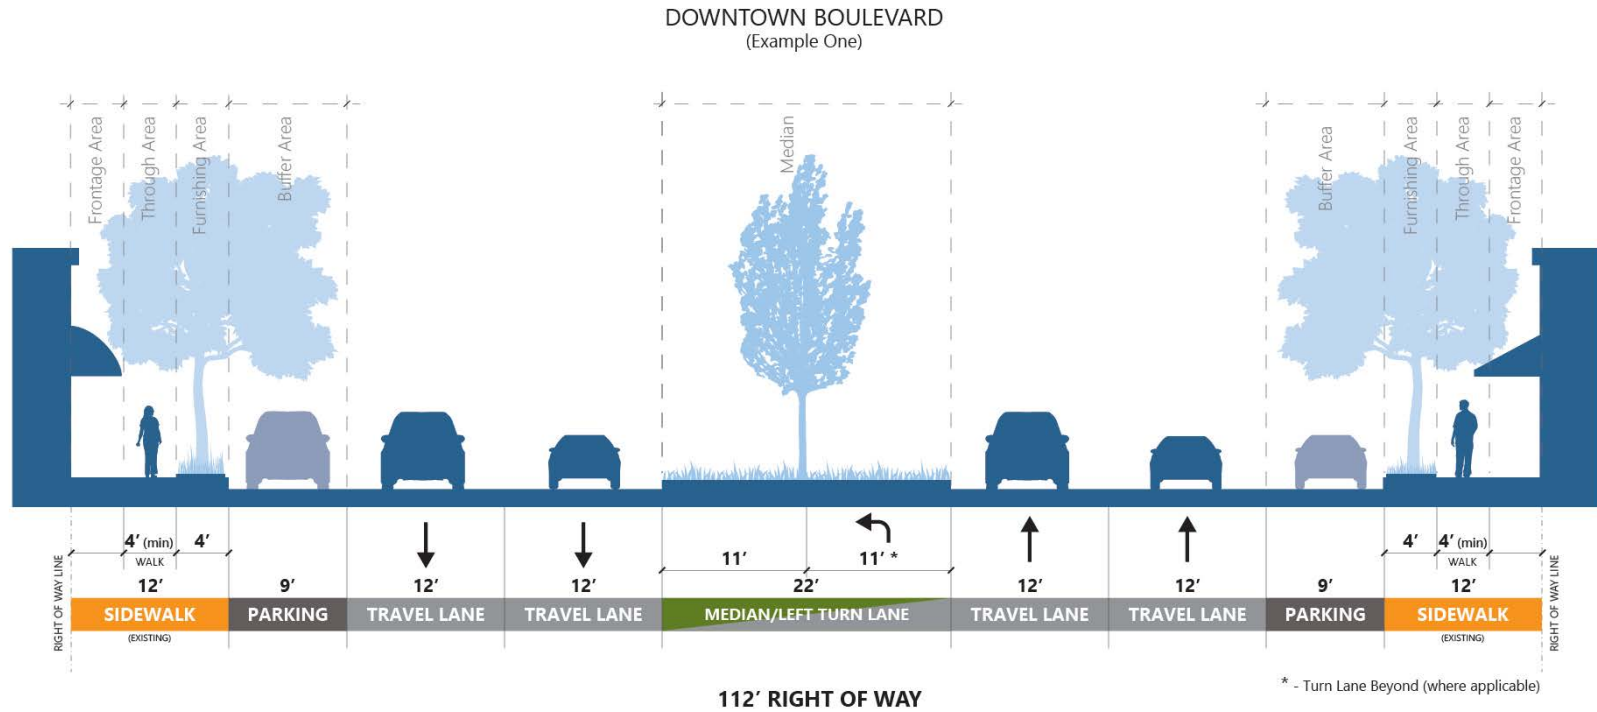 DOWNTOWN BOULEVARD
(Example One)
Frontage Area
Through Area
Furnishing Area
Buffer Area
Median
Buffer Area
Furnishing Area
Through Area
Frontage Area
4' (min) 4' 11' 11' * 4' 4' (min)
WALK WALK
12' 9' 12' 12' 22' 12' 12' 9' 12'
RIGHT OF WAY LINE
SIDEWALK PARKING TRAVEL LANE TRAVEL LANE MEDIAN/LEFT TURN LANE TRAVEL LANE TRAVEL LANE PARKING SIDEWALK
RIGHT OF WAY LINE
(EXISTING) (EXISTING)
* - Turn Lane Beyond (where applicable)
112' RIGHT OF WAY